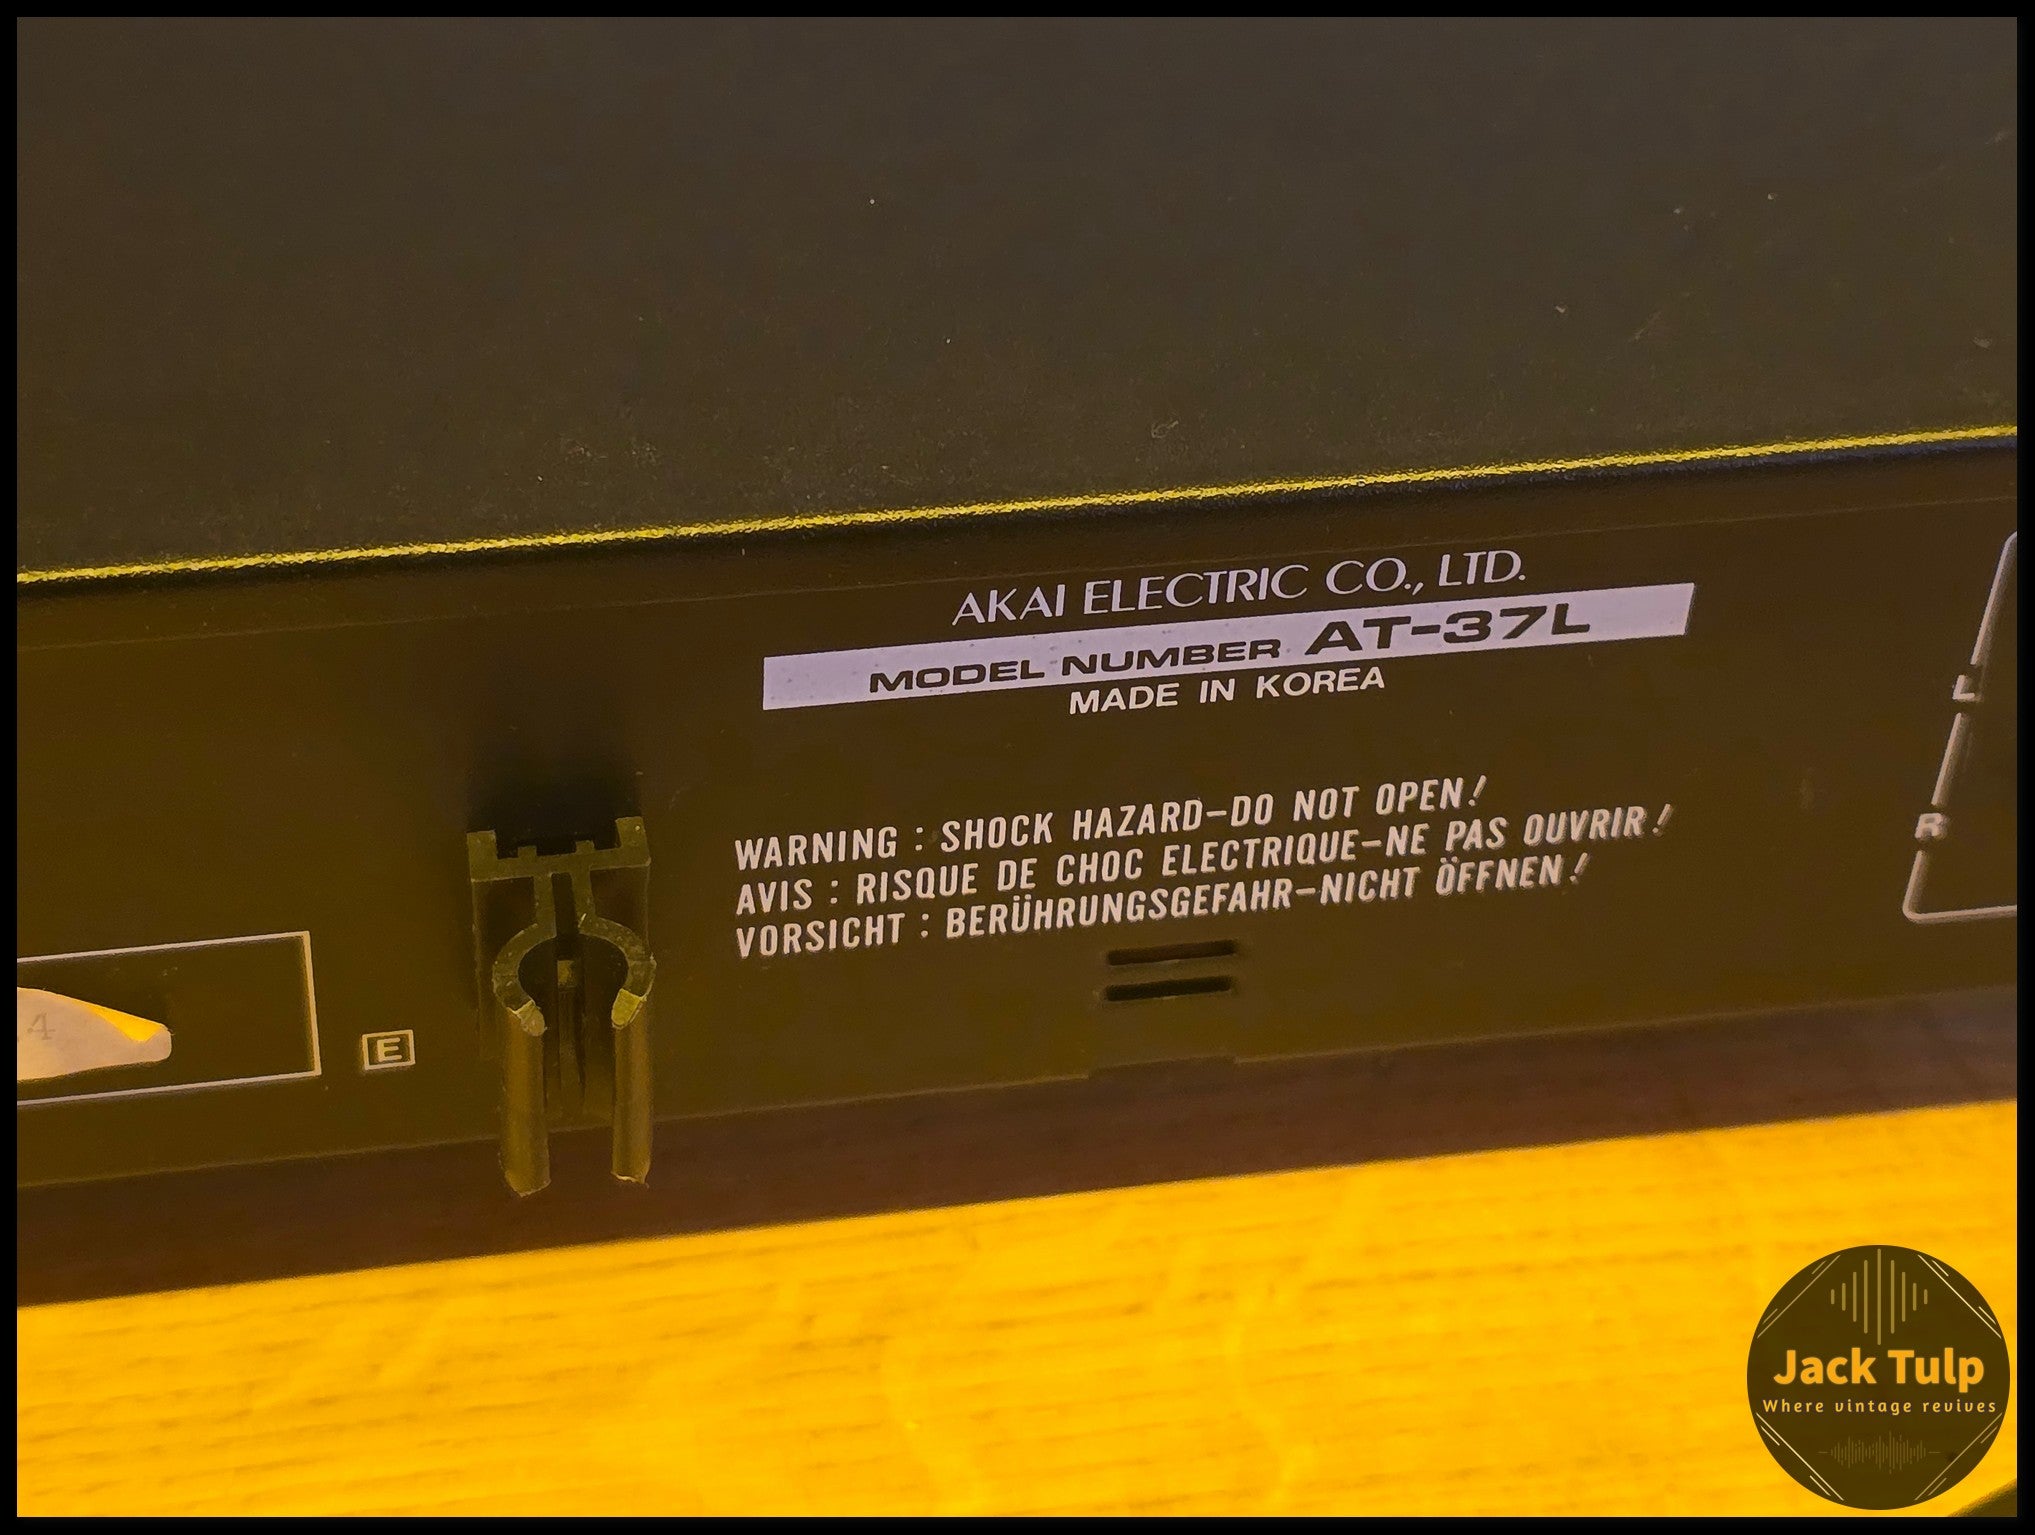 AKAI ELECTRIC CO., LTD.
MODEL NUMBER AT-37L
MADE IN KOREA
WARNING : SHOCK HAZARD-DO NOT OPEN!
AVIS : RISQUE DE CHOC ELECTRIQUE-NE PAS OUVRIR!
VORSICHT : BERÜHRUNGSGEFAHR-NICHT ÖFFNEN!
L
R
4
E
Jack Tulp
Where vintage revives